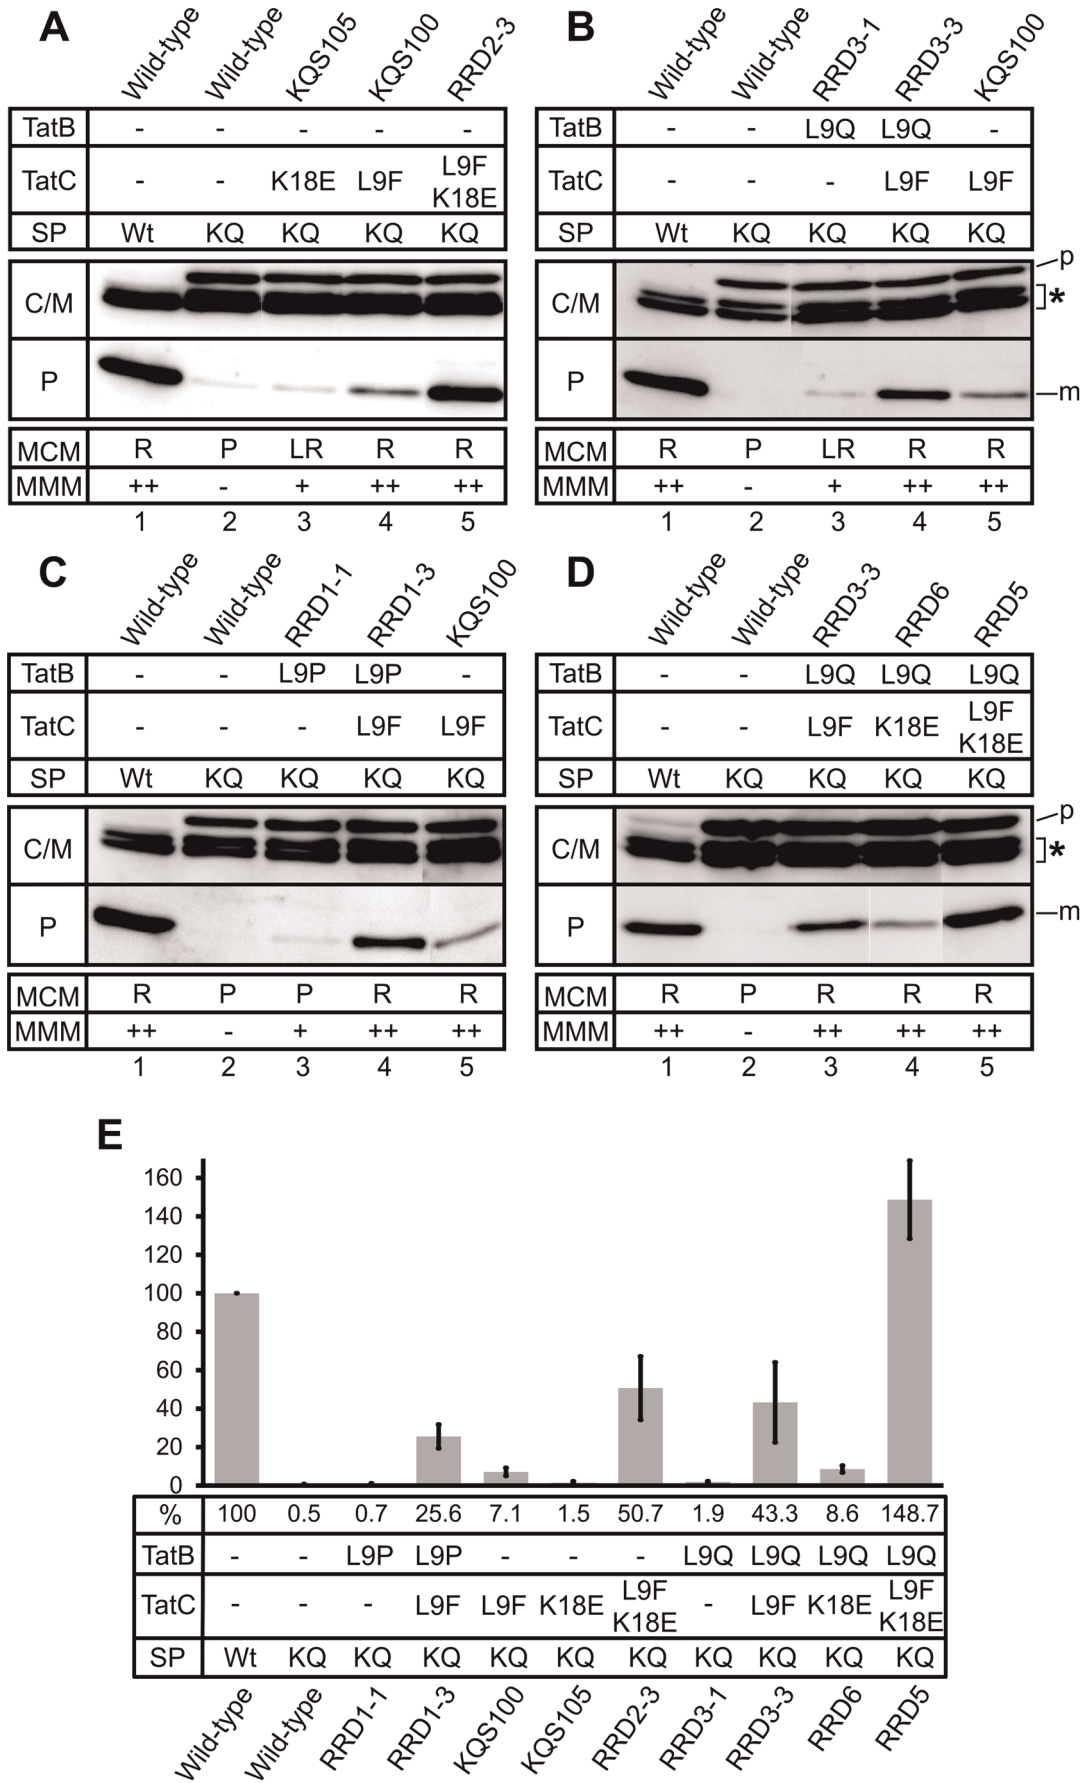 A
Wild-type Wild-type KQS105 KQS100 RRD2-3
TatB - - - - -
TatC - - K18E L9F L9F K18E
SP Wt KQ KQ KQ KQ
C/M
P
MCM R P LR R R
MMM ++ - + ++ ++
1 2 3 4 5
B
Wild-type Wild-type RRD3-1 RRD3-3 KQS100
TatB - - L9Q L9Q -
TatC - - - L9F L9F
SP Wt KQ KQ KQ KQ
C/M p *
P m
MCM R P LR R R
MMM ++ - + ++ ++
1 2 3 4 5
C
Wild-type Wild-type RRD1-1 RRD1-3 KQS100
TatB - - L9P L9P -
TatC - - - L9F L9F
SP Wt KQ KQ KQ KQ
C/M
P
MCM R P P R R
MMM ++ - + ++ ++
1 2 3 4 5
D
Wild-type Wild-type RRD3-3 RRD6 RRD5
TatB - - L9Q L9Q L9Q
TatC - - L9F K18E L9F K18E
SP Wt KQ KQ KQ KQ
C/M p *
P m
MCM R P R R R
MMM ++ - ++ ++ ++
1 2 3 4 5
E
160
140
120
100
80
60
40
20
0
% 100 0.5 0.7 25.6 7.1 1.5 50.7 1.9 43.3 8.6 148.7
TatB - - L9P L9P - - - L9Q L9Q L9Q L9Q
TatC - - - L9F L9F K18E L9F K18E - L9F K18E L9F K18E
SP Wt KQ KQ KQ KQ KQ KQ KQ KQ KQ KQ
Wild-type Wild-type RRD1-1 RRD1-3 KQS100 KQS105 RRD2-3 RRD3-1 RRD3-3 RRD6 RRD5